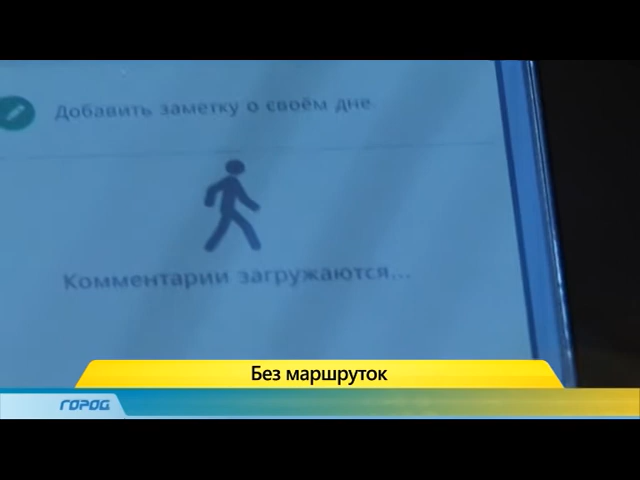 Добавить заметку о своём дне
Комментарии загружаются...
Без маршруток
ГОРОД